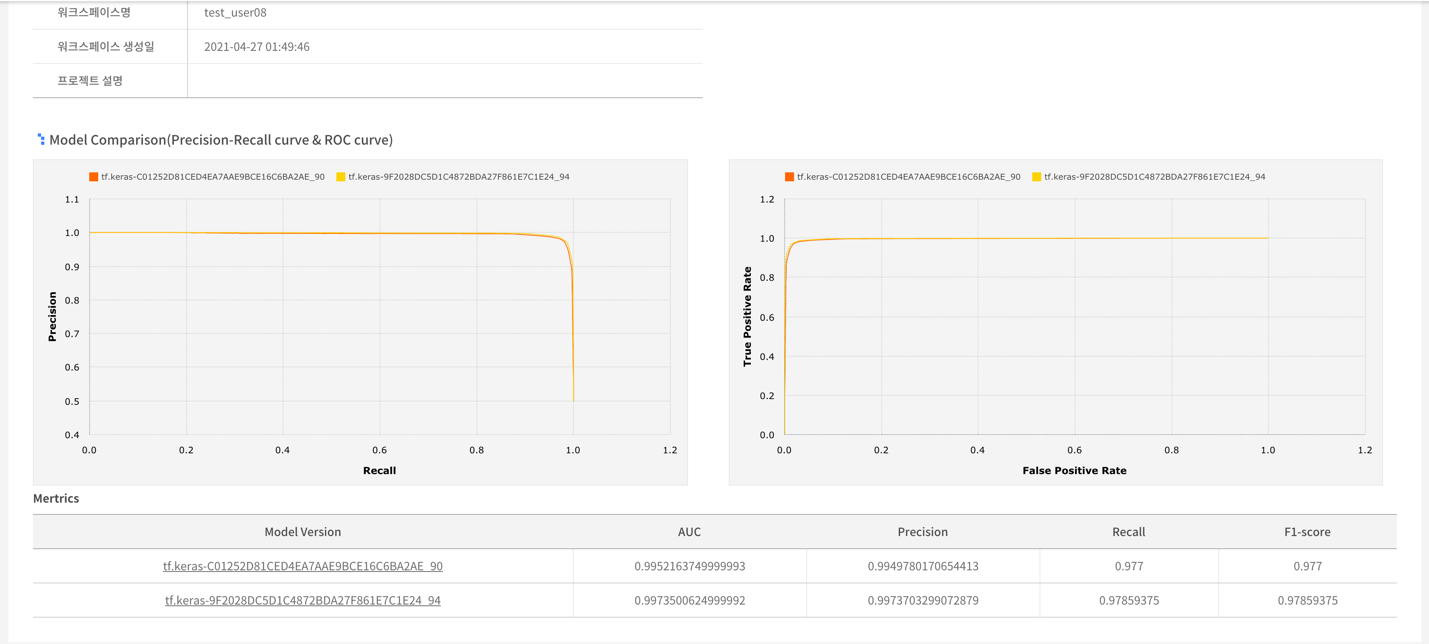 워크스페이스명 test_user08
워크스페이스 생성일 2021-04-27 01:49:46
프로젝트 설명
Model Comparison(Precision-Recall curve & ROC curve)
tf.keras-C01252D81CED4EA7AAE9BCE16C6BA2AE_90 tf.keras-9F2028DC5D1C4872BDA27F861E7C1E24_94
1.1
1.0
0.9
0.8
0.7
0.6
0.5
0.4
Precision
0.0 0.2 0.4 0.6 0.8 1.0 1.2
Recall
tf.keras-C01252D81CED4EA7AAE9BCE16C6BA2AE_90 tf.keras-9F2028DC5D1C4872BDA27F861E7C1E24_94
1.2
1.0
0.8
0.6
0.4
0.2
0.0
True Positive Rate
0.0 0.2 0.4 0.6 0.8 1.0 1.2
False Positive Rate
Mertrics
Model Version AUC Precision Recall F1-score
tf.keras-C01252D81CED4EA7AAE9BCE16C6BA2AE_90 0.9952163749999993 0.9949780170654413 0.977 0.977
tf.keras-9F2028DC5D1C4872BDA27F861E7C1E24_94 0.9973500624999992 0.9973703299072879 0.97859375 0.97859375